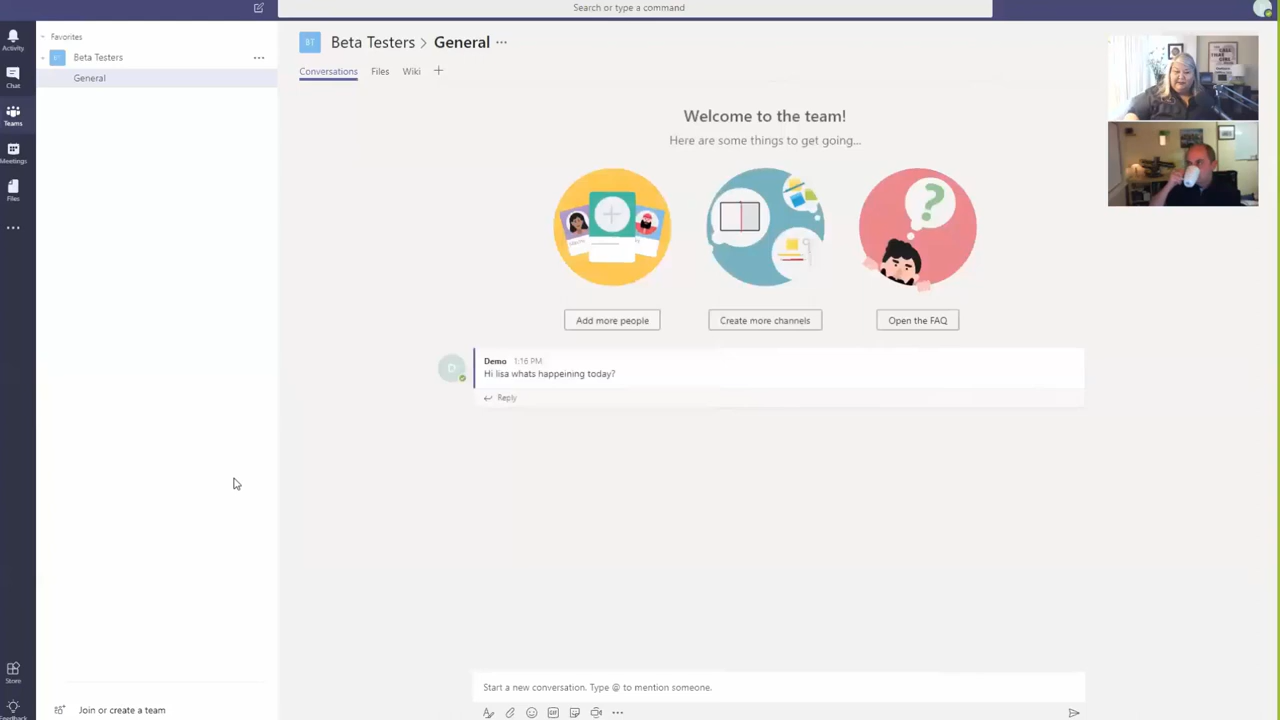 Search or type a command
Activity
Chat
Teams
Meetings
Files
Store
Feedback
Favorites
BT Beta Testers
General
Join or create a team
BT Beta Testers > General
Conversations Files Wiki
Welcome to the team!
Here are some things to get going...
Add more people
Create more channels
Open the FAQ
Demo 1:16 PM
D
Hi lisa whats happeining today?
Reply
Start a new conversation. Type @ to mention someone.
GIF